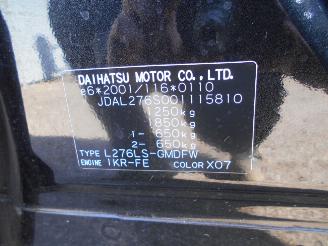 DAIHATSU MOTOR CO., LTD.
e6*2001/116*0110
JDAL276S001115810
1250kg
1850kg
1- 650kg
2- 650kg
TYPE L276LS-GMDFW
ENGINE 1KR-FE COLOR X07